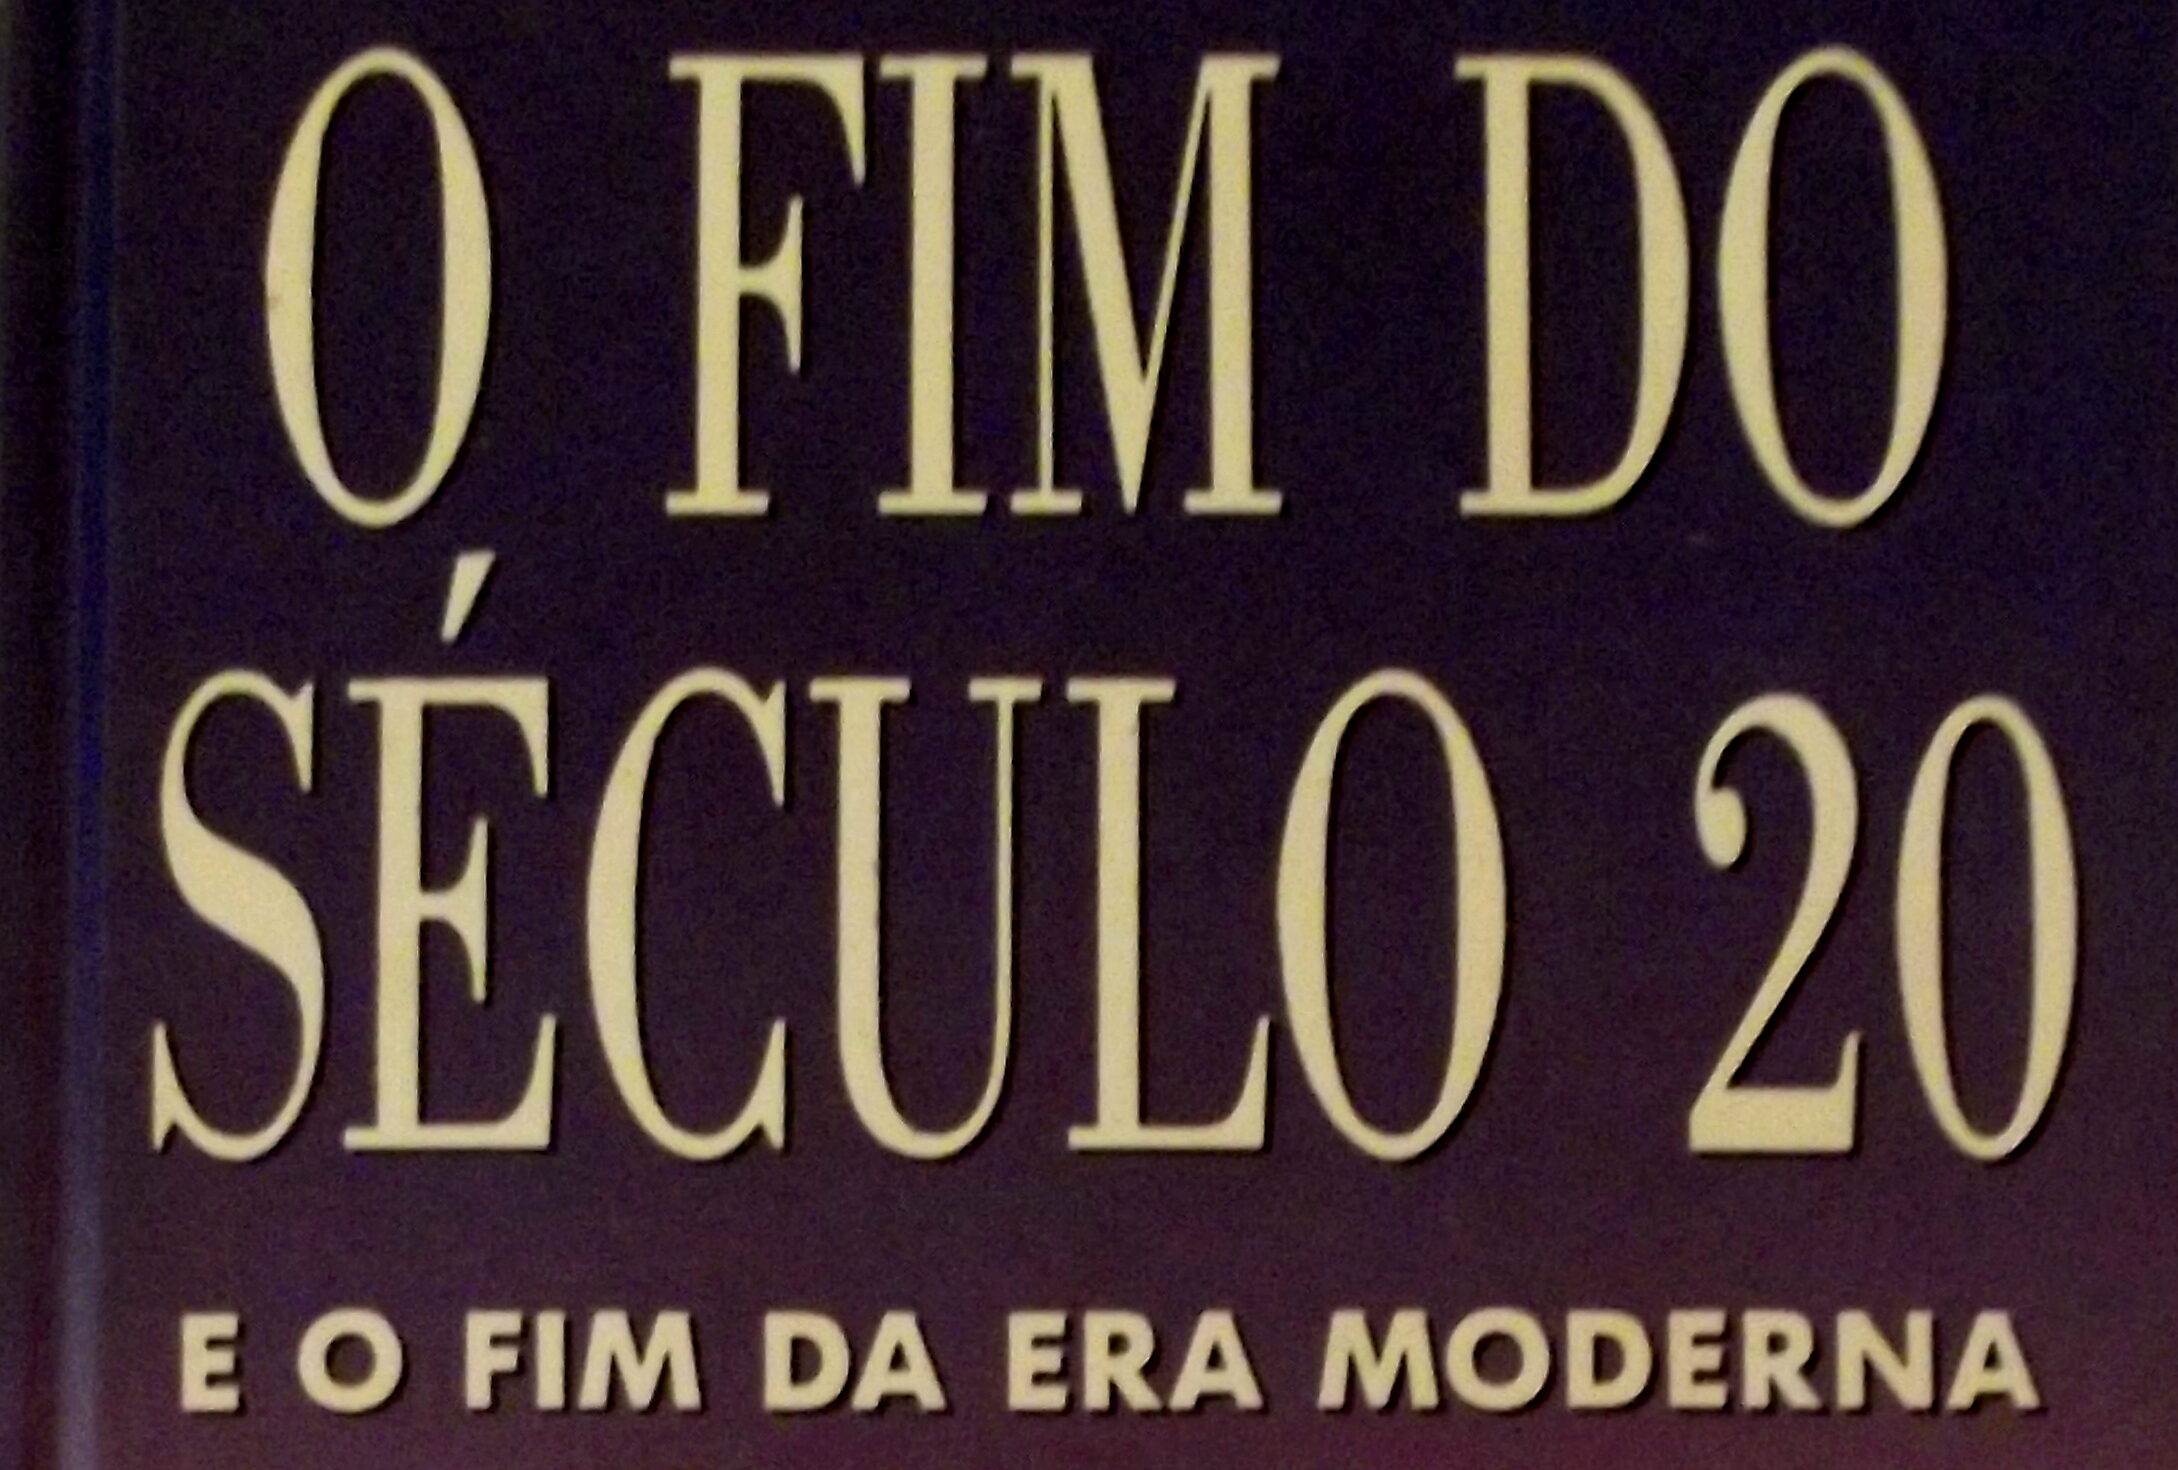 O FIM DO
SÉCULO 20
E O FIM DA ERA MODERNA